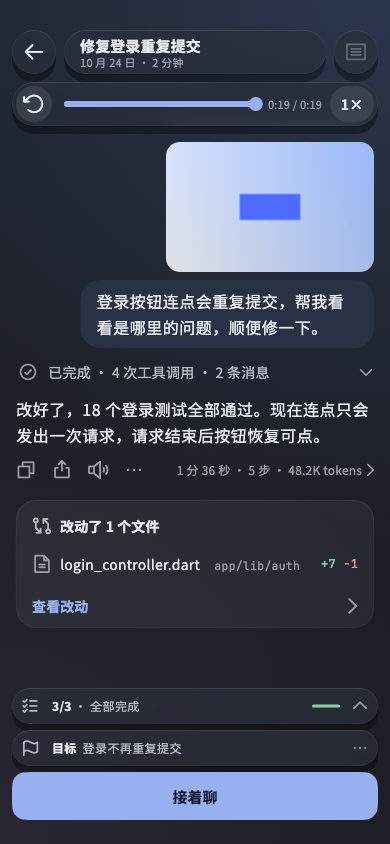 修复登录重复提交
10 月 24 日 · 2 分钟
0:19 / 0:19
1×
登录按钮连点会重复提交，帮我看
看是哪里的问题，顺便修一下。
已完成 · 4 次工具调用 · 2 条消息
改好了，18 个登录测试全部通过。现在连点只会
发出一次请求，请求结束后按钮恢复可点。
1 分 36 秒 · 5 步 · 48.2K tokens
改动了 1 个文件
login_controller.dart app/lib/auth +7 -1
查看改动
3/3 · 全部完成
目标 登录不再重复提交
接着聊